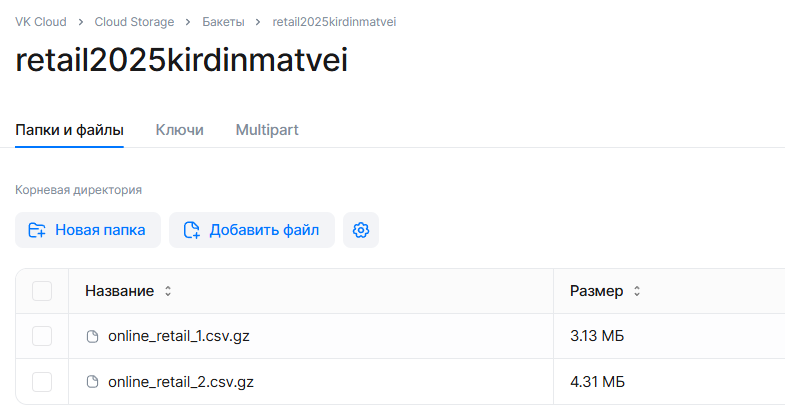 VK Cloud > Cloud Storage > Бакеты > retail2025kirdinmatvei
retail2025kirdinmatvei
Папки и файлы Ключи Multipart
Корневая директория
Новая папка Добавить файл
Название Размер
online_retail_1.csv.gz 3.13 МБ
online_retail_2.csv.gz 4.31 МБ